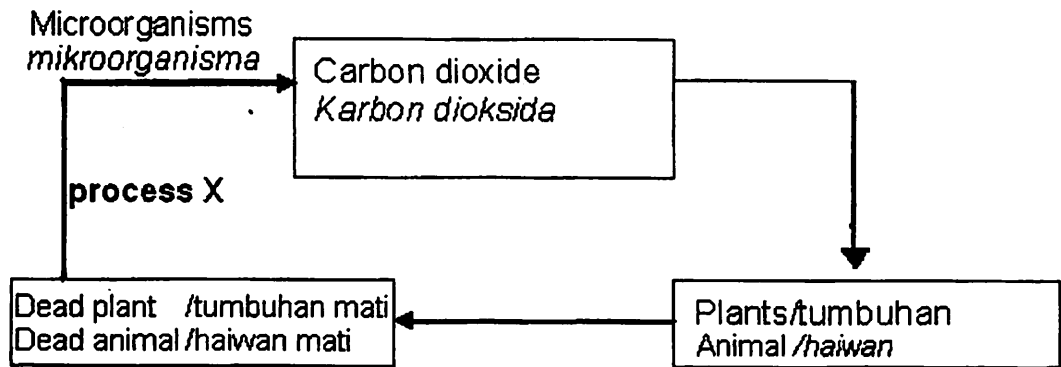 Microorganisms
mikroorganisma
Carbon dioxide
Karbon dioksida
process X
Dead plant /tumbuhan mati
Dead animal/haiwan mati
Plants/tumbuhan
Animal /haiwan